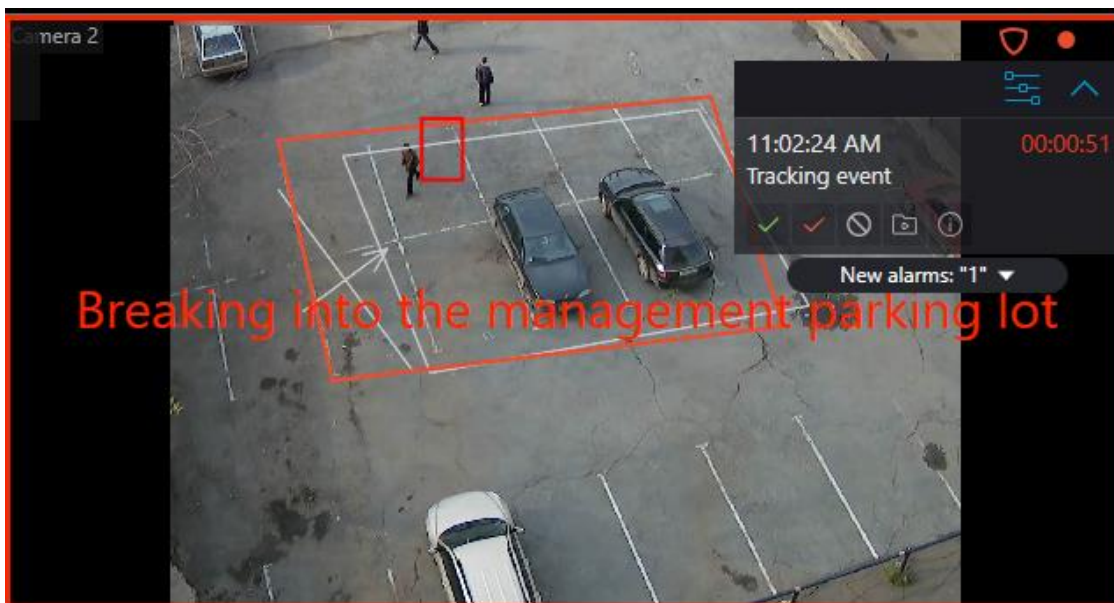 Camera 2
11:02:24 AM
00:00:51
Tracking event
New alarms: "1"
Breaking into the management parking lot